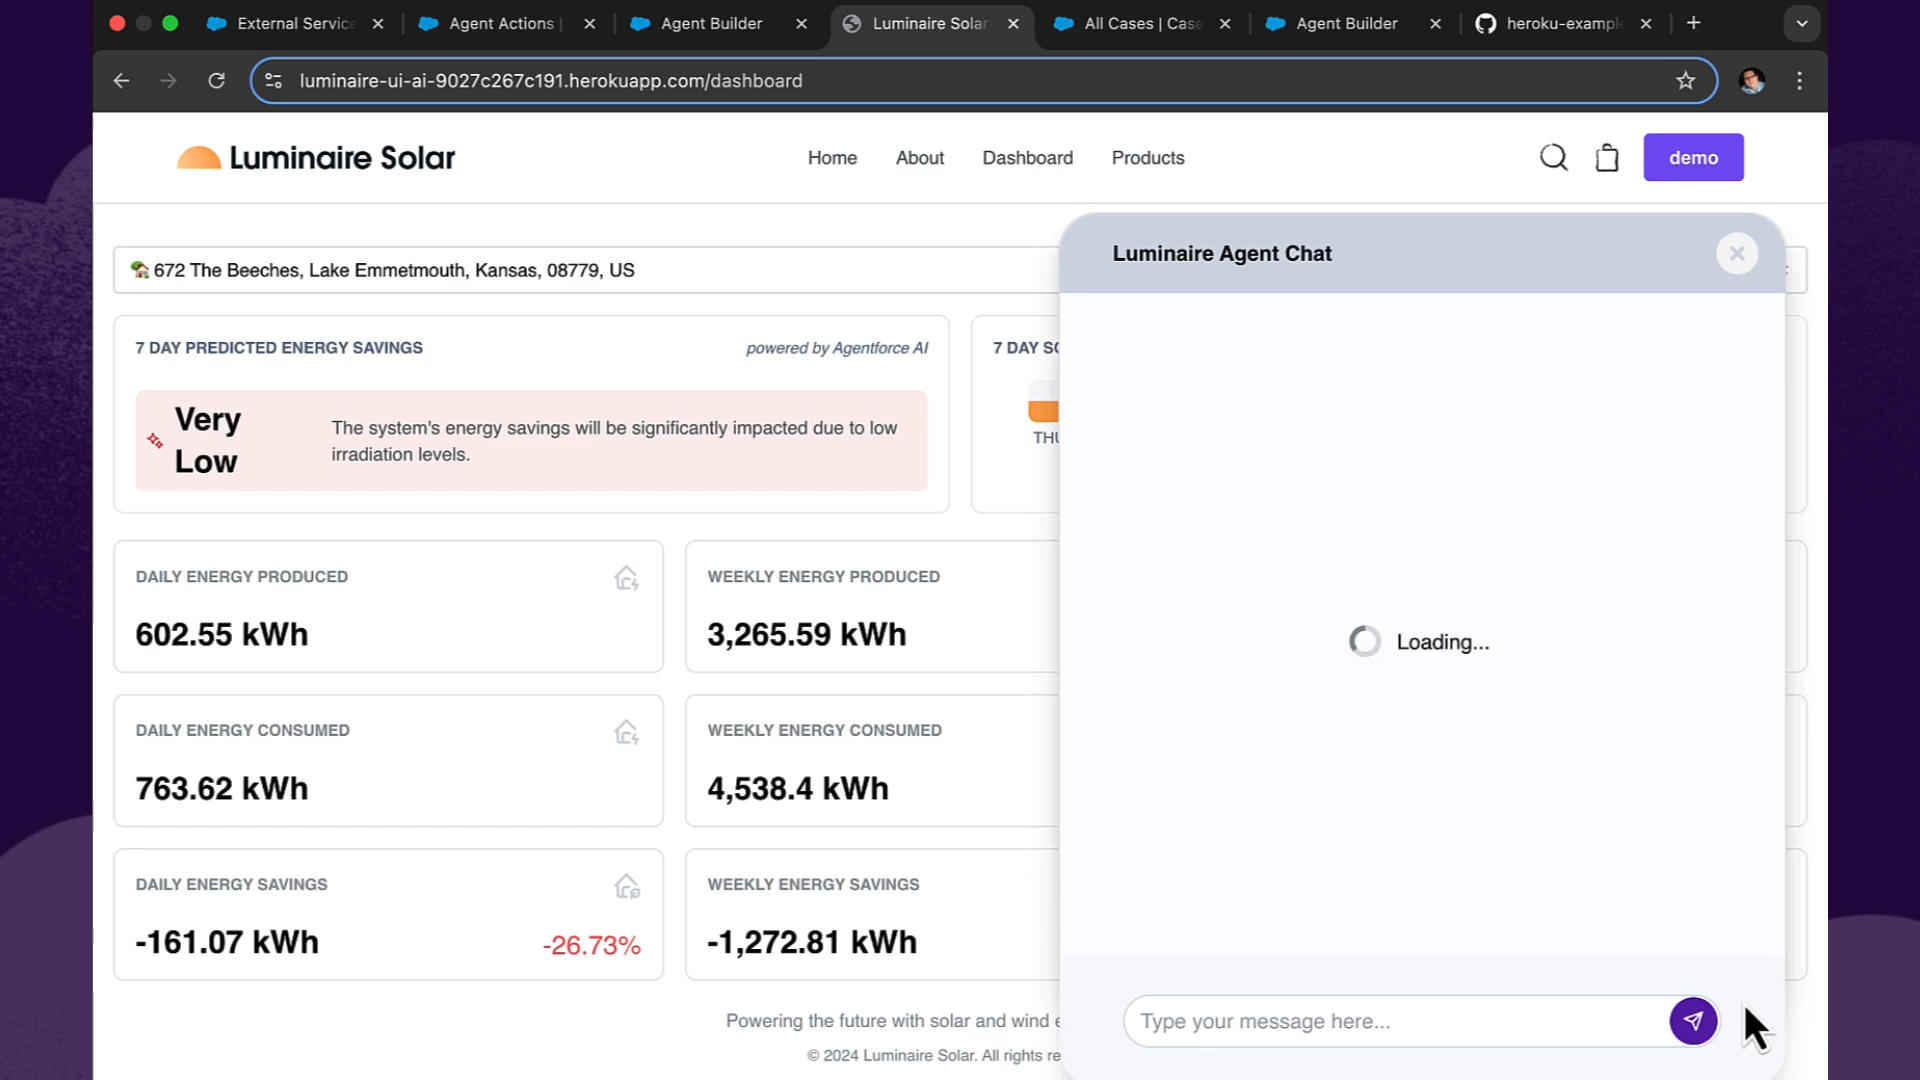 External Service
Agent Actions |
Agent Builder
Luminaire Solar
All Cases | Case
Agent Builder
heroku-example
luminaire-ui-ai-9027c267c191.herokuapp.com/dashboard
Luminaire Solar
Home
About
Dashboard
Products
demo
672 The Beeches, Lake Emmetmouth, Kansas, 08779, US
7 DAY PREDICTED ENERGY SAVINGS
powered by Agentforce AI
Very
Low
The system's energy savings will be significantly impacted due to low
irradiation levels.
7 DAY
THU
DAILY ENERGY PRODUCED
602.55 kWh
WEEKLY ENERGY PRODUCED
3,265.59 kWh
DAILY ENERGY CONSUMED
763.62 kWh
WEEKLY ENERGY CONSUMED
4,538.4 kWh
DAILY ENERGY SAVINGS
-161.07 kWh
-26.73%
WEEKLY ENERGY SAVINGS
-1,272.81 kWh
Powering the future with solar and wind
© 2024 Luminaire Solar. All rights
Luminaire Agent Chat
Loading...
Type your message here...